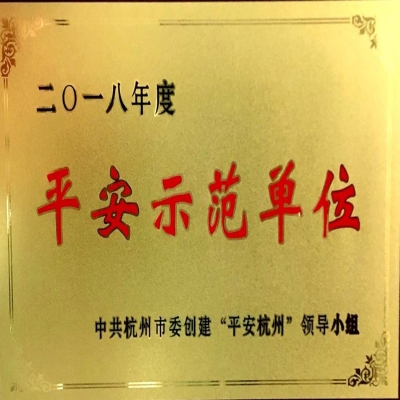 二〇一八年度
平安示范单位
中共杭州市委创建“平安杭州”领导小组